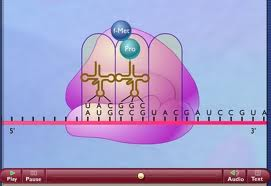 f-Met
Pro
U A C G G C
A U G C C G U A C G A U C C G U A
5' 3'
Play Pause Audio Text